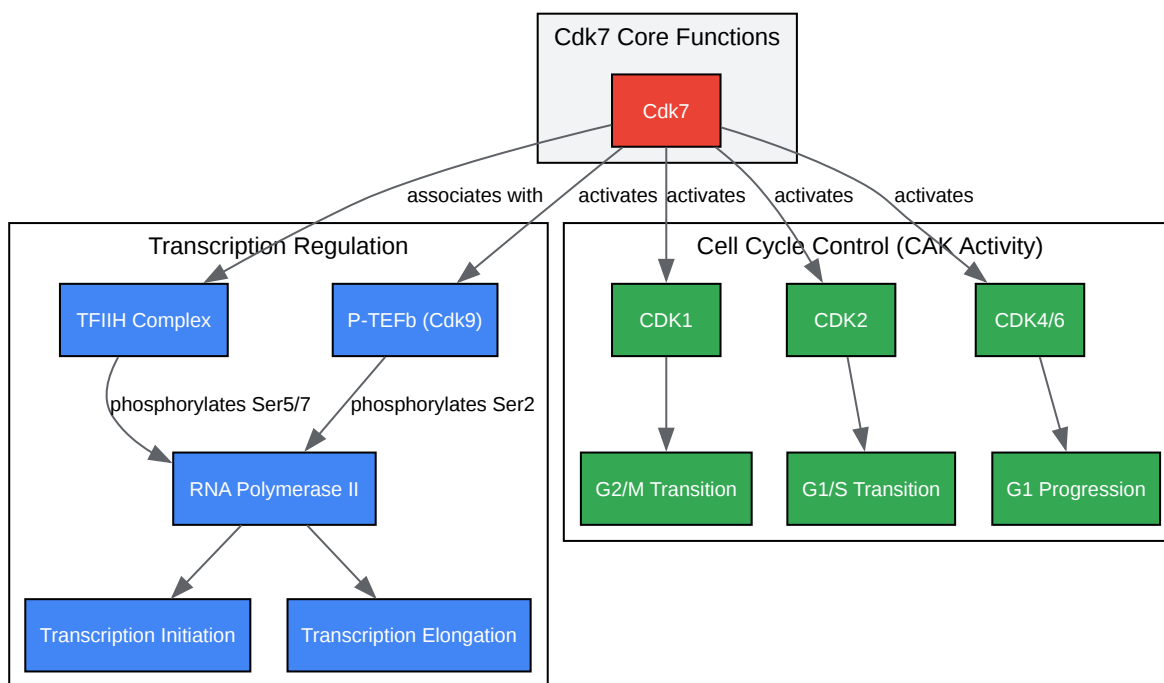 Cdk7 Core Functions
Cdk7
associates with
activates
activates
activates
activates
Transcription Regulation
Cell Cycle Control (CAK Activity)
TFIIH Complex
P-TEFb (Cdk9)
CDK1
CDK2
CDK4/6
phosphorylates Ser5/7
phosphorylates Ser2
RNA Polymerase II
G2/M Transition
G1/S Transition
G1 Progression
Transcription Initiation
Transcription Elongation